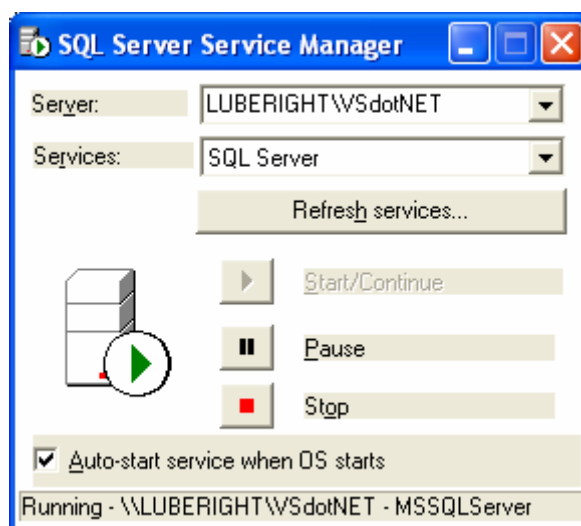 SQL Server Service Manager
Server: LUBERIGHT\VSdotNET
Services: SQL Server
Refresh services...
Start/Continue
Pause
Stop
Auto-start service when OS starts
Running - \\LUBERIGHT\VSdotNET - MSSQLServer